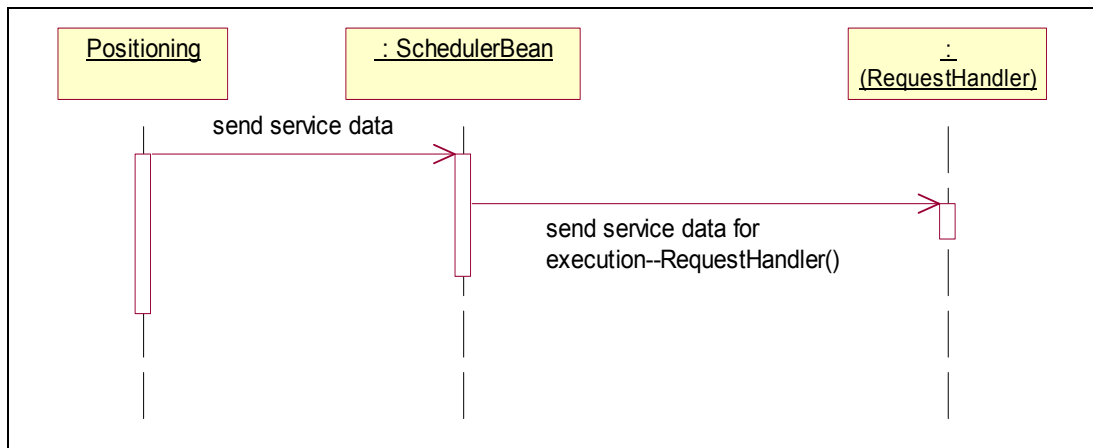 Positioning
: SchedulerBean
:
(RequestHandler)
send service data
send service data for
execution--RequestHandler()